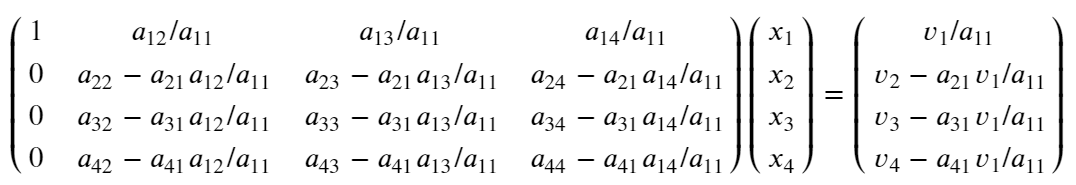 ( 1 a₁₂/a₁₁ a₁₃/a₁₁ a₁₄/a₁₁ ) ( x₁ ) = ( v₁/a₁₁ )
( 0 a₂₂ − a₂₁ a₁₂/a₁₁ a₂₃ − a₂₁ a₁₃/a₁₁ a₂₄ − a₂₁ a₁₄/a₁₁ ) ( x₂ ) ( v₂ − a₂₁ v₁/a₁₁ )
( 0 a₃₂ − a₃₁ a₁₂/a₁₁ a₃₃ − a₃₁ a₁₃/a₁₁ a₃₄ − a₃₁ a₁₄/a₁₁ ) ( x₃ ) ( v₃ − a₃₁ v₁/a₁₁ )
( 0 a₄₂ − a₄₁ a₁₂/a₁₁ a₄₃ − a₄₁ a₁₃/a₁₁ a₄₄ − a₄₁ a₁₄/a₁₁ ) ( x₄ ) ( v₄ − a₄₁ v₁/a₁₁ )